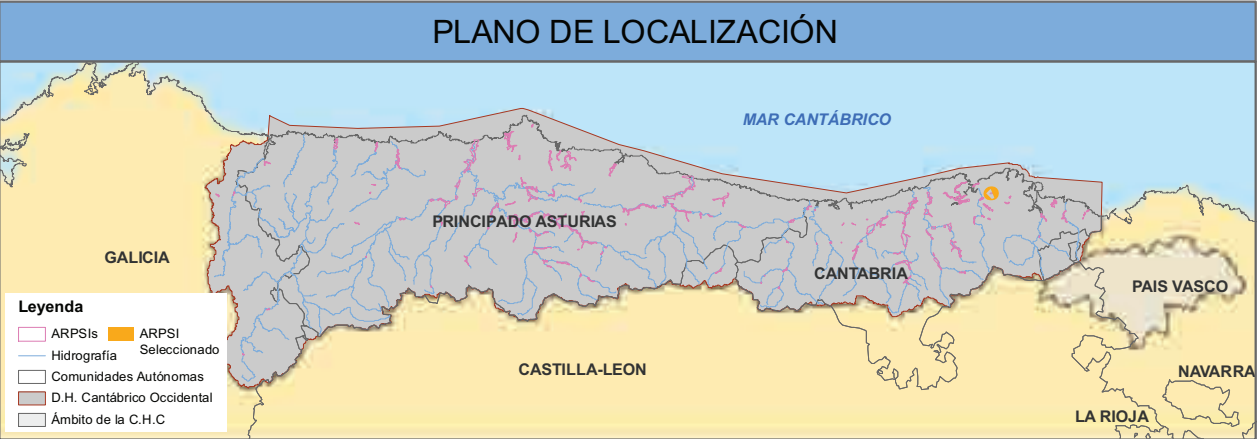 PLANO DE LOCALIZACIÓN
MAR CANTÁBRICO
PRINCIPADO ASTURIAS
GALICIA
CANTABRIA
PAIS VASCO
CASTILLA-LEON
NAVARRA
LA RIOJA
Leyenda
ARPSIs
ARPSI
Seleccionado
Hidrografía
Comunidades Autónomas
D.H. Cantábrico Occidental
Ámbito de la C.H.C